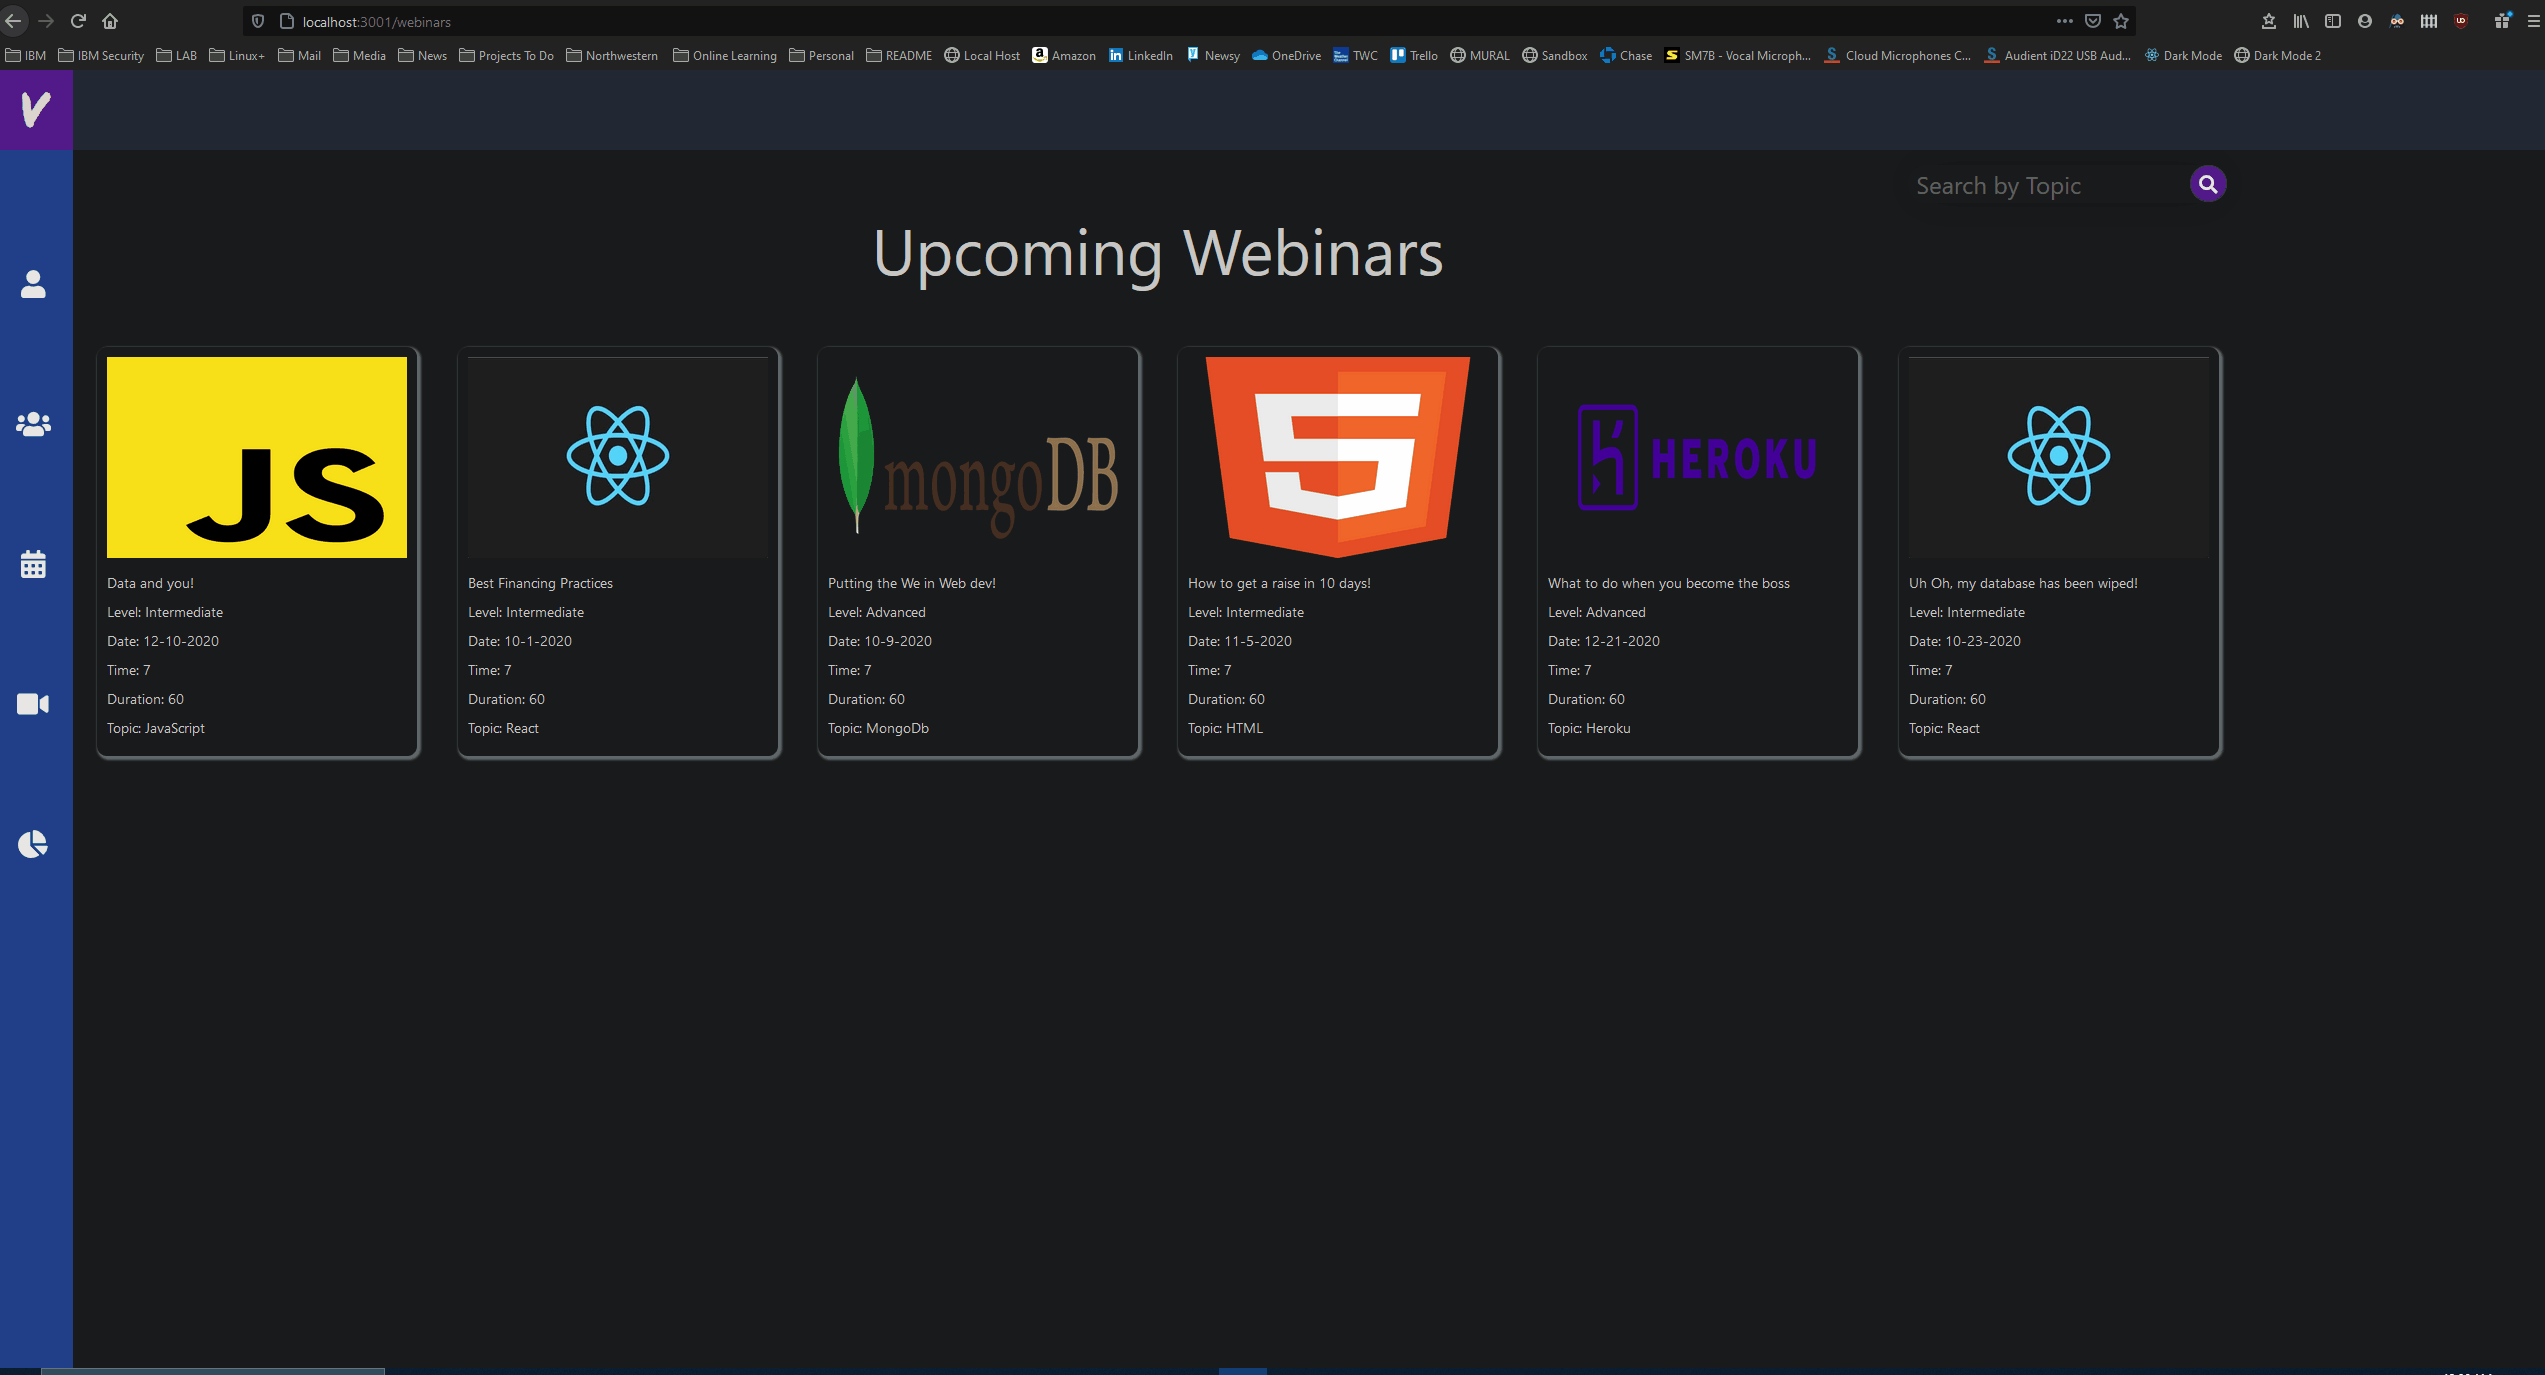 localhost:3001/webinars
IBM IBM Security LAB Linux+ Mail Media News Projects To Do Northwestern Online Learning Personal README Local Host Amazon LinkedIn Newsy OneDrive TWC Trello MURAL Sandbox Chase SM7B - Vocal Microph... Cloud Microphones C... Audient iD22 USB Aud... Dark Mode Dark Mode 2
V
Search by Topic
Upcoming Webinars
JS
Data and you!
Level: Intermediate
Date: 12-10-2020
Time: 7
Duration: 60
Topic: JavaScript
Best Financing Practices
Level: Intermediate
Date: 10-1-2020
Time: 7
Duration: 60
Topic: React
mongoDB
Putting the We in Web dev!
Level: Advanced
Date: 10-9-2020
Time: 7
Duration: 60
Topic: MongoDb
5
How to get a raise in 10 days!
Level: Intermediate
Date: 11-5-2020
Time: 7
Duration: 60
Topic: HTML
HEROKU
What to do when you become the boss
Level: Advanced
Date: 12-21-2020
Time: 7
Duration: 60
Topic: Heroku
Uh Oh, my database has been wiped!
Level: Intermediate
Date: 10-23-2020
Time: 7
Duration: 60
Topic: React